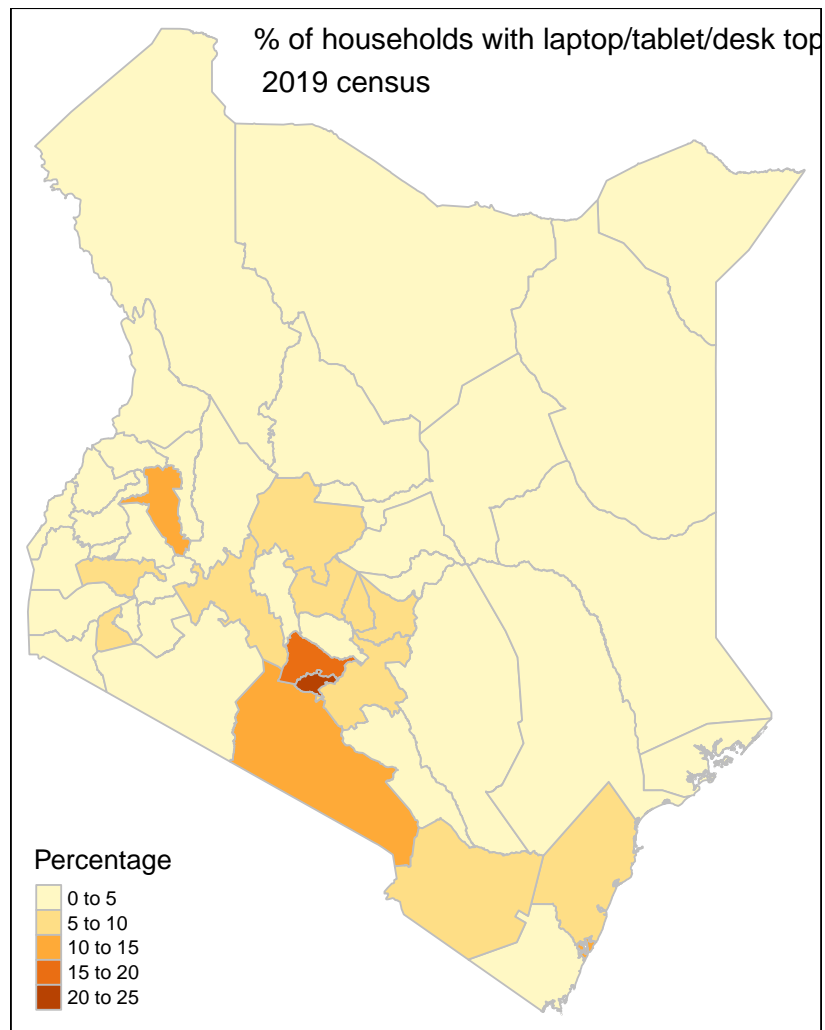 % of households with laptop/tablet/desk top
2019 census
Percentage
0 to 5
5 to 10
10 to 15
15 to 20
20 to 25